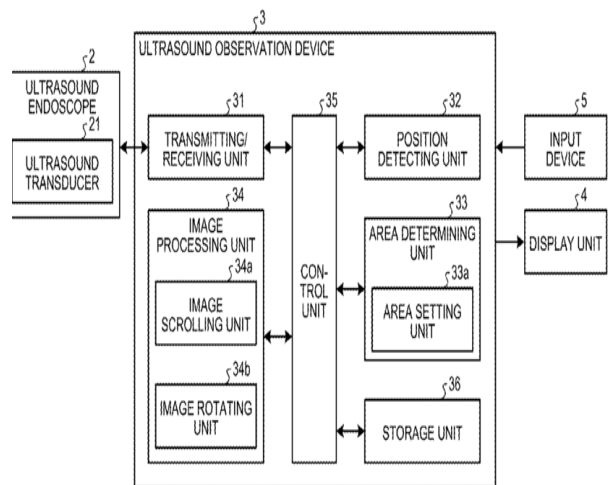 3
ULTRASOUND OBSERVATION DEVICE
2
ULTRASOUND
ENDOSCOPE
21
ULTRASOUND
TRANSDUCER
31
TRANSMITTING/
RECEIVING UNIT
35
CON-
TROL
UNIT
32
POSITION
DETECTING UNIT
5
INPUT
DEVICE
34
IMAGE
PROCESSING UNIT
34a
IMAGE
SCROLLING UNIT
34b
IMAGE ROTATING
UNIT
33
AREA DETERMINING
UNIT
33a
AREA SETTING
UNIT
4
DISPLAY UNIT
36
STORAGE UNIT